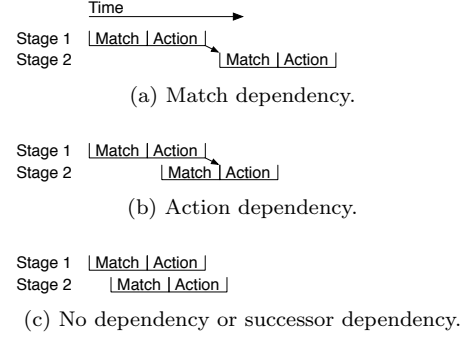 Time
Stage 1 Match Action
Stage 2 Match Action
(a) Match dependency.
Stage 1 Match Action
Stage 2 Match Action
(b) Action dependency.
Stage 1 Match Action
Stage 2 Match Action
(c) No dependency or successor dependency.